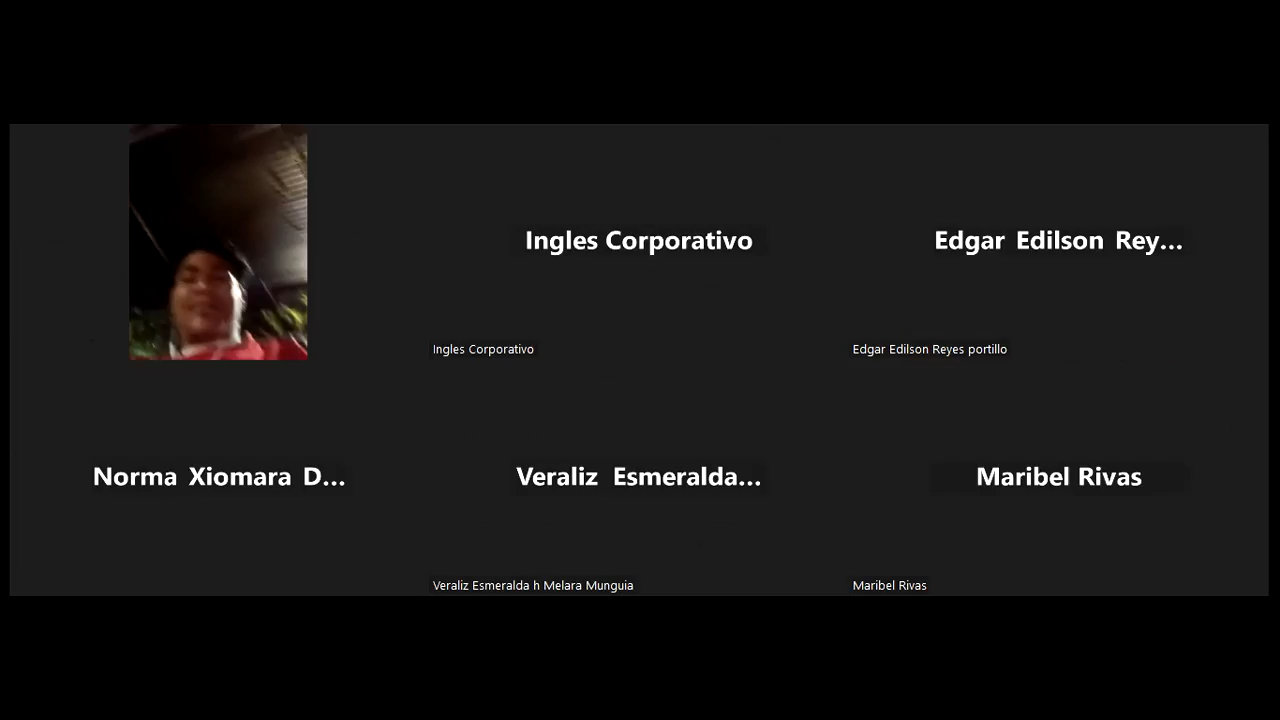 Ingles Corporativo
Edgar Edilson Rey...
Ingles Corporativo
Edgar Edilson Reyes portillo
Norma Xiomara D...
Veraliz Esmeralda...
Maribel Rivas
Veraliz Esmeralda h Melara Munguia
Maribel Rivas